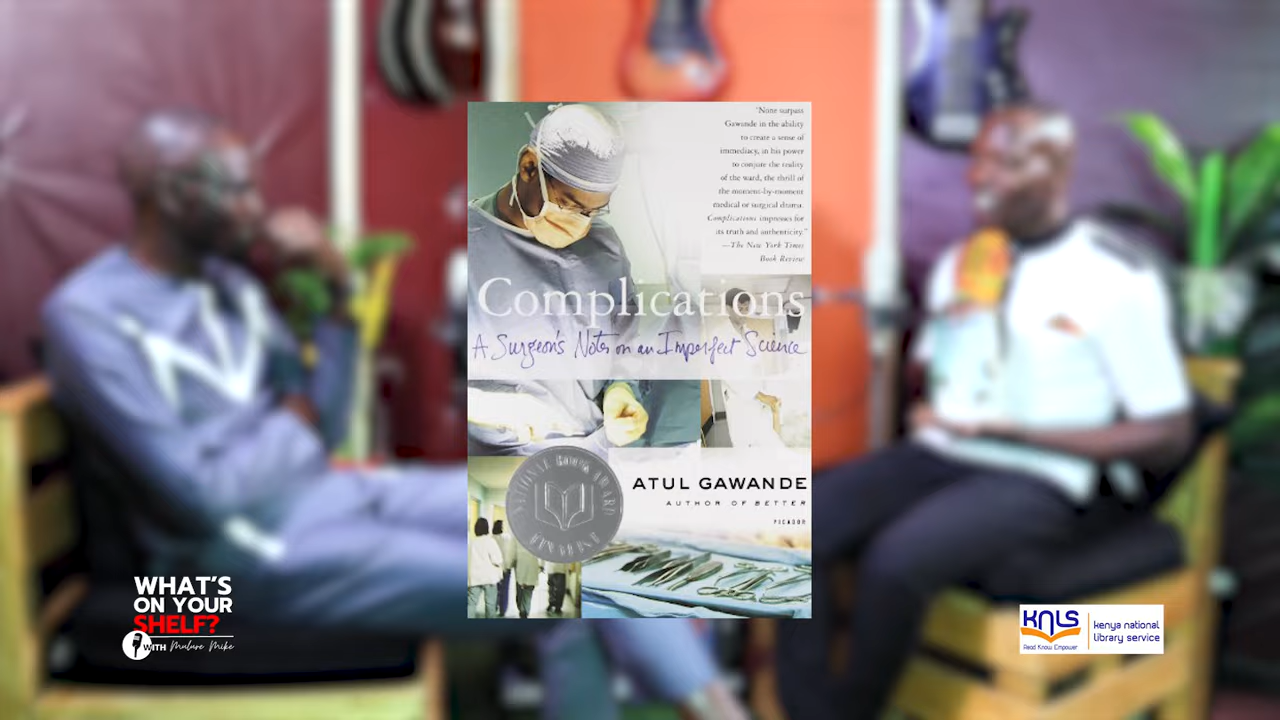 "None surpass
Gawande in the ability
to create a sense of
immediacy, in his power
to conjure the reality
of the ward, the thrill of
the moment-by-moment
medical or surgical drama.
Complications impresses for
its truth and authenticity."
—The New York Times
Book Review
Complications
A Surgeon's Notes on an Imperfect Science
NATIONAL BOOK AWARD
FINALIST
ATUL GAWANDE
AUTHOR OF BETTER
PICADOR
WHAT'S
ON YOUR
SHELF?
WITH Muluve Mike
KNLS
Read Know Empower
kenya national
library service